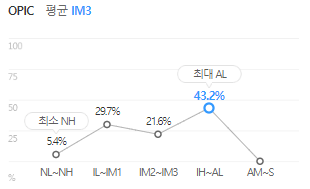 OPIC 평균 IM3
100
75
최대 AL
43.2%
50
최소 NH
29.7%
21.6%
25
5.4%
%
NL~NH IL~IM1 IM2~IM3 IH~AL AM~S